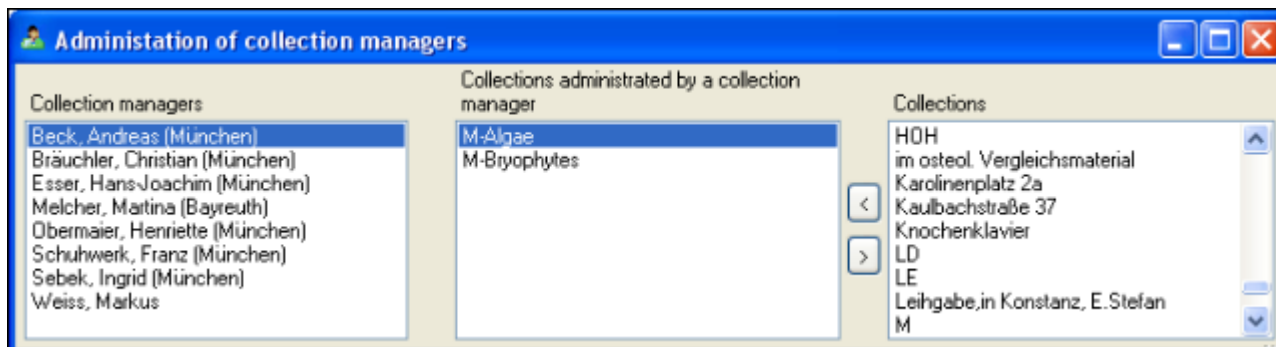 Administation of collection managers
Collection managers
Beck, Andreas (München)
Bräuchler, Christian (München)
Esser, Hans-Joachim (München)
Melcher, Martina (Bayreuth)
Obermaier, Henriette (München)
Schuhwerk, Franz (München)
Sebek, Ingrid (München)
Weiss, Markus
Collections administrated by a collection
manager
M-Algae
M-Bryophytes
<
>
Collections
HOH
im osteol. Vergleichsmaterial
Karolinenplatz 2a
Kaulbachstraße 37
Knochenklavier
LD
LE
Leihgabe,in Konstanz, E.Stefan
M